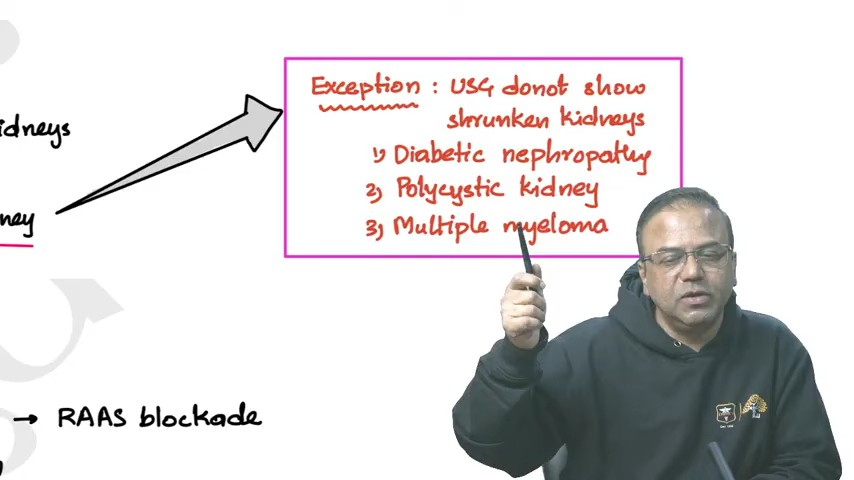 idneys
ney
Exception : USG donot show
shrunken kidneys
1) Diabetic nephropathy
2) Polycystic kidney
3) Multiple myeloma
→ RAAS blockade